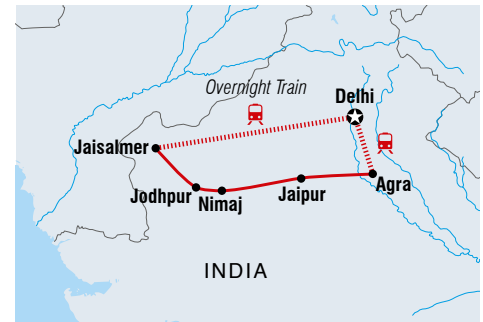 Overnight Train
Delhi
Jaisalmer
Agra
Jodhpur
Nimaj
Jaipur
INDIA